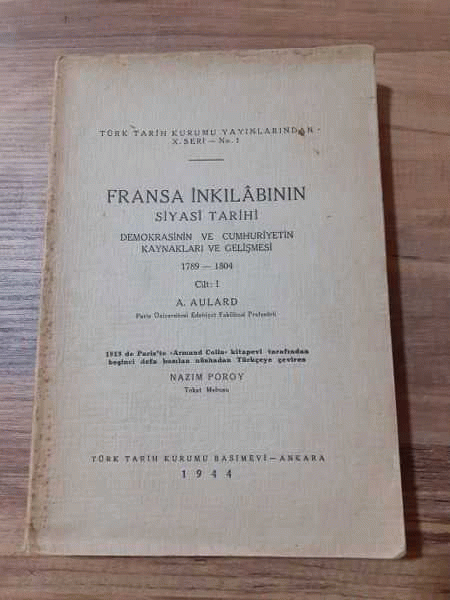 TÜRK TARİH KURUMU YAYINLARINDAN
X. SERİ — No. 1
FRANSA İNKILÂBININ
SİYASİ TARİHİ
DEMOKRASİNİN VE CUMHURİYETİN
KAYNAKLARI VE GELİŞMESİ
1789 — 1804
Cilt: I
A. AULARD
Paris Üniversitesi Edebiyat Fakültesi Profesörü
1913 de Paris'te «Armand Colin» kitapevi tarafından
beşinci defa basılan nüshadan Türkçeye çeviren
NAZIM POROY
Tokat Mebusu
TÜRK TARİH KURUMU BASIMEVİ — ANKARA
1944